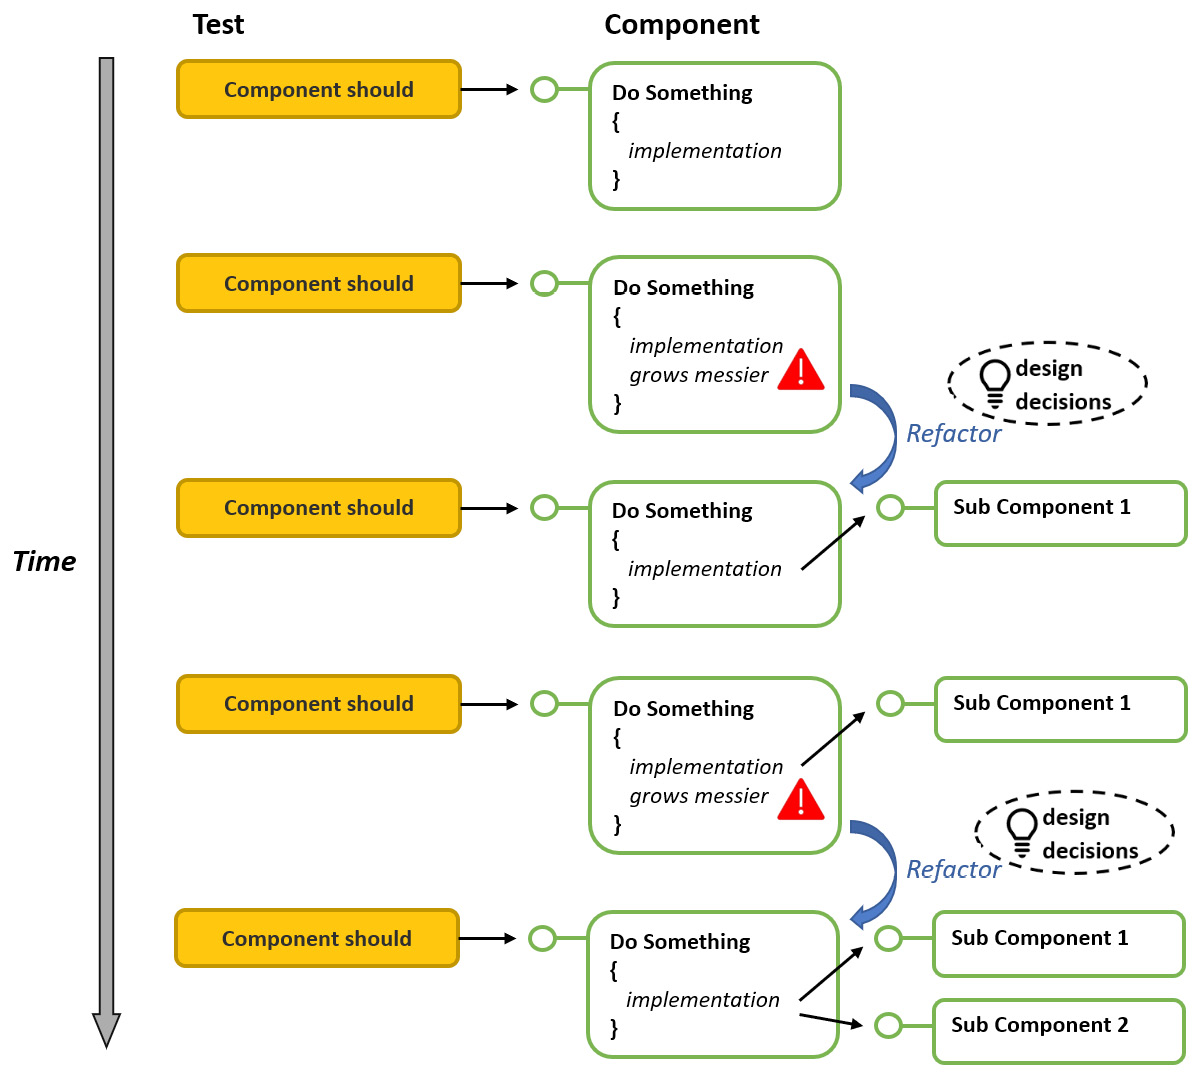 Test
Component
Component should
Do Something
{
implementation
}
Component should
Do Something
{
implementation
grows messier
}
design
decisions
Refactor
Component should
Do Something
{
implementation
}
Sub Component 1
Time
Component should
Do Something
{
implementation
grows messier
}
Sub Component 1
design
decisions
Refactor
Component should
Do Something
{
implementation
}
Sub Component 1
Sub Component 2